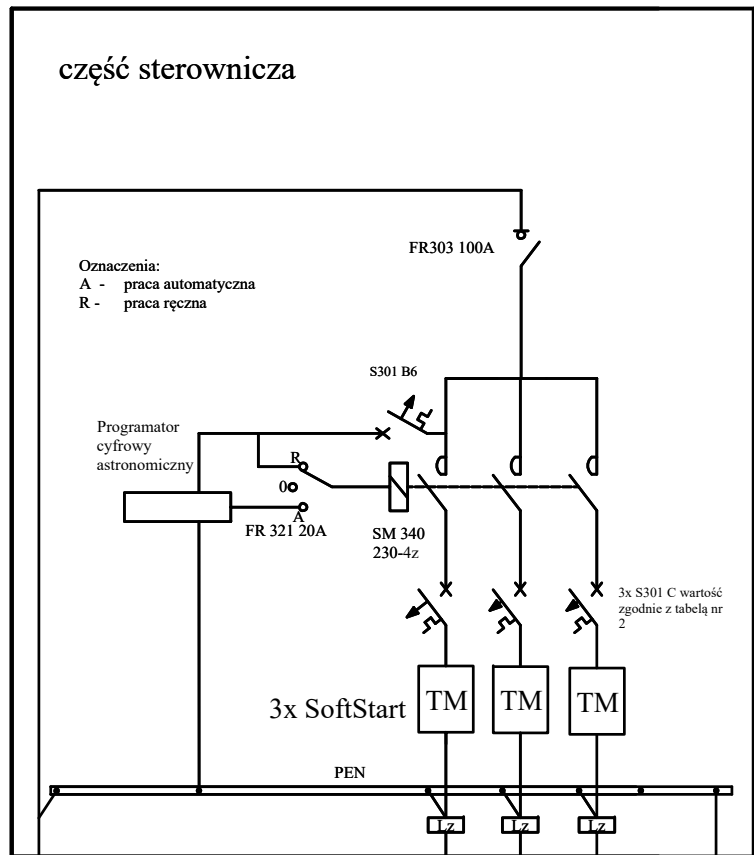 część sterownicza
FR303 100A
Oznaczenia:
A - praca automatyczna
R - praca ręczna
S301 B6
Programator
cyfrowy
astronomiczny
R
0
A
FR 321 20A
SM 340
230-4z
3x S301 C wartość
zgodnie z tabelą nr
2
3x SoftStart
TM
TM
TM
PEN
Lz
Lz
Lz